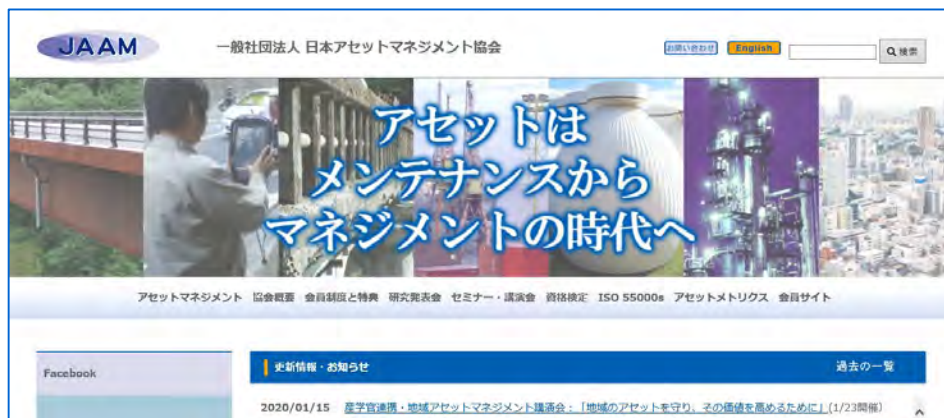 JAAM
一般社団法人 日本アセットマネジメント協会
お問い合わせ English 検索
アセットは
メンテナンスから
マネジメントの時代へ
アセットマネジメント 協会概要 会員制度と特典 研究発表会 セミナー・講演会 資格検定 ISO 55000s アセットメトリクス 会員サイト
Facebook
更新情報・お知らせ 過去の一覧
2020/01/15 産学官連携・地域アセットマネジメント講演会：「地域のアセットを守り、その価値を高めるために」(1/23開催)